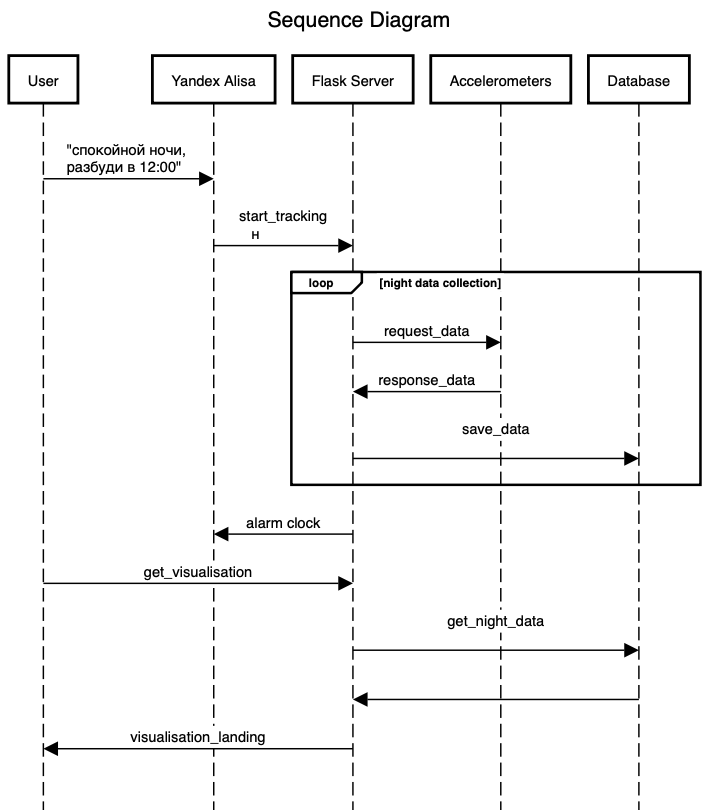 Sequence Diagram
User
Yandex Alisa
Flask Server
Accelerometers
Database
"спокойной ночи,
разбуди в 12:00"
start_tracking
н
loop
[night data collection]
request_data
response_data
save_data
alarm clock
get_visualisation
get_night_data
visualisation_landing